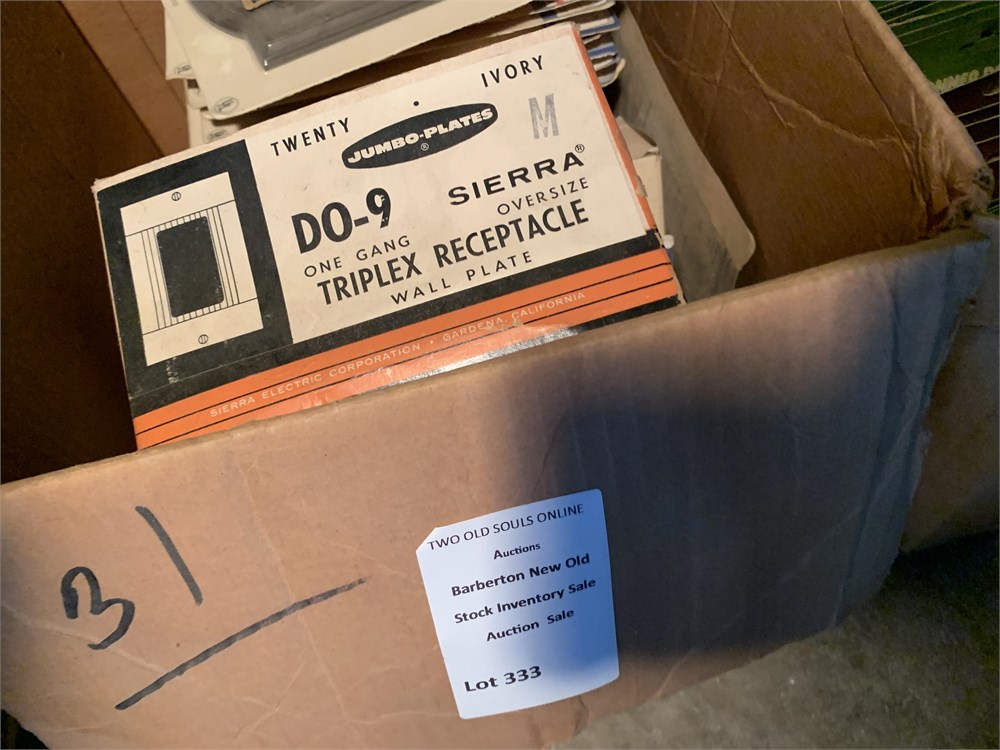 TWENTY
IVORY
JUMBO-PLATES®
M
DO-9
SIERRA®
ONE GANG
OVERSIZE
TRIPLEX RECEPTACLE
WALL PLATE
SIERRA ELECTRIC CORPORATION • GARDENA, CALIFORNIA
31
TWO OLD SOULS ONLINE
Auctions
Barberton New Old
Stock Inventory Sale
Auction Sale
Lot 333